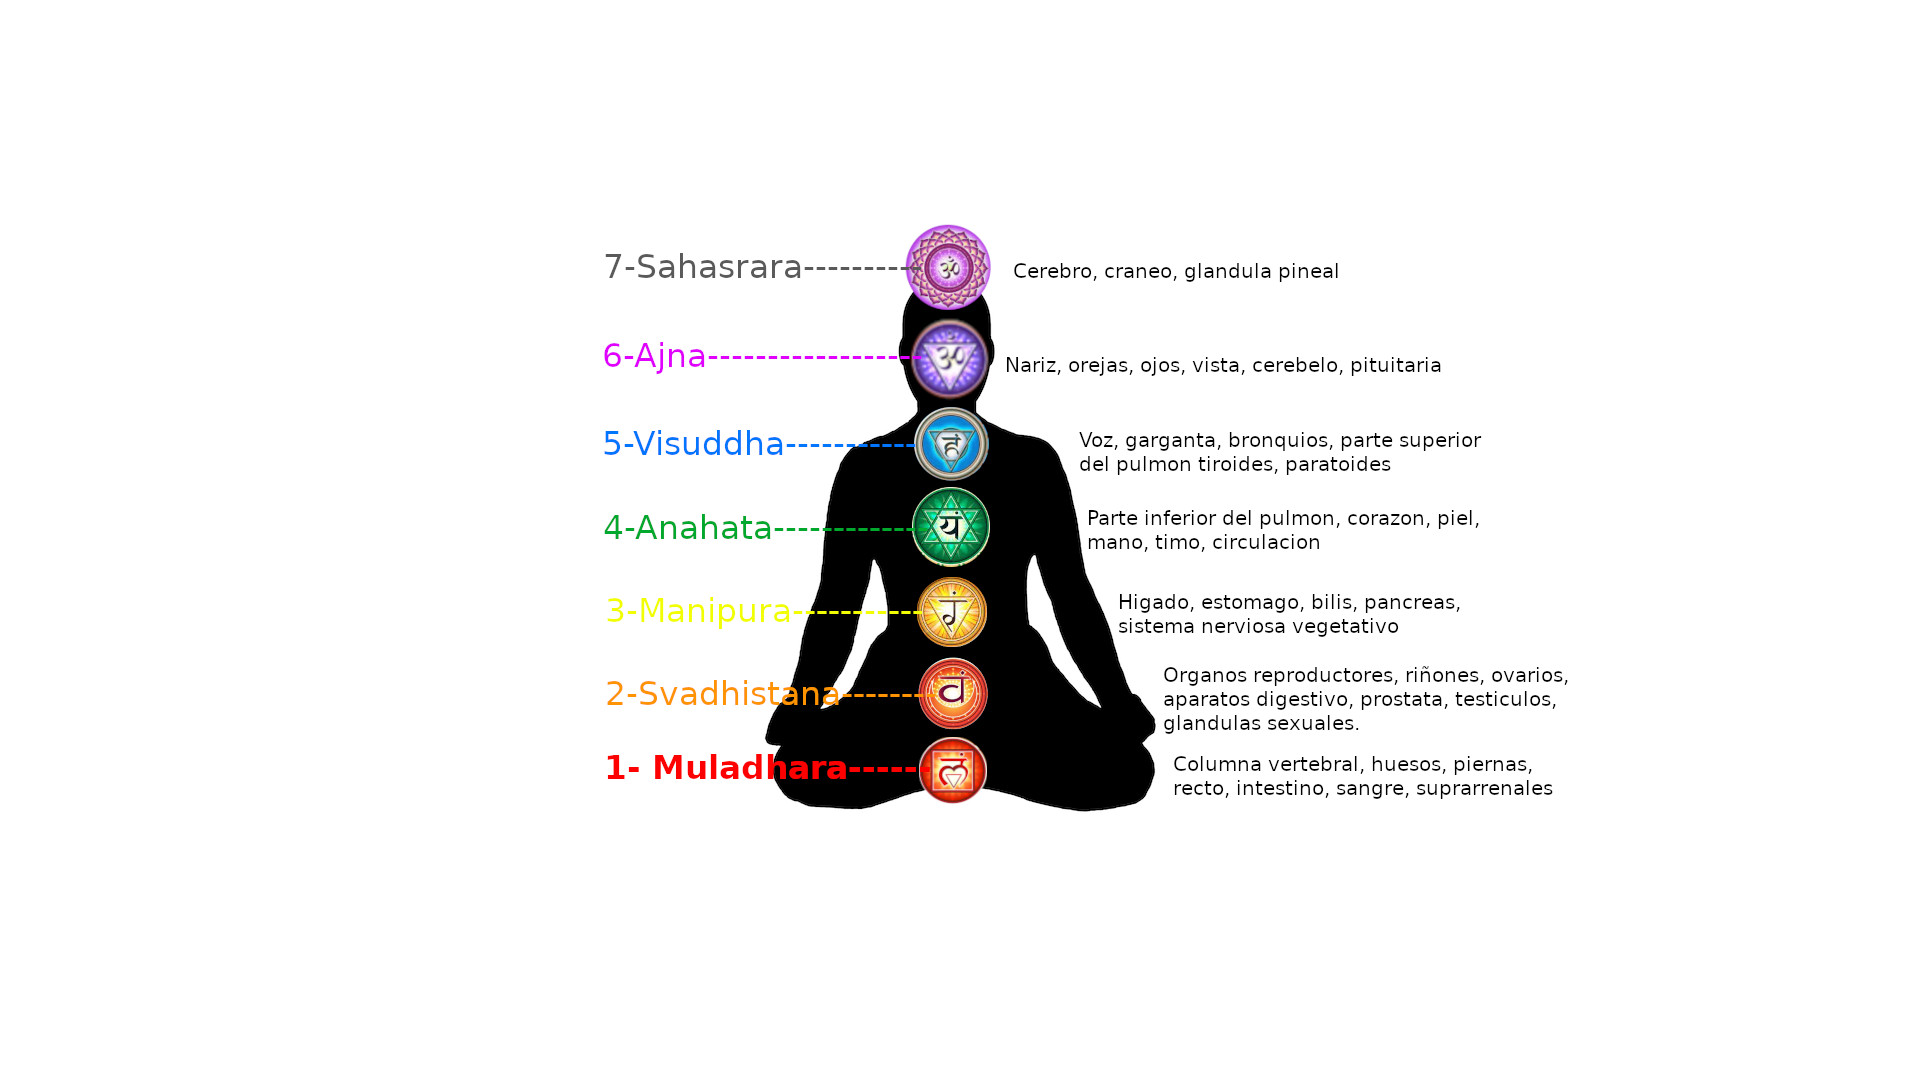 7-Sahasrara----------
Cerebro, craneo, glandula pineal
ॐ
6-Ajna------------------
Nariz, orejas, ojos, vista, cerebelo, pituitaria
ॐ
5-Visuddha-----------
Voz, garganta, bronquios, parte superior
del pulmon tiroides, paratoides
हं
4-Anahata------------
Parte inferior del pulmon, corazon, piel,
mano, timo, circulacion
यं
3-Manipura-----------
Higado, estomago, bilis, pancreas,
sistema nerviosa vegetativo
रं
2-Svadhistana--------
Organos reproductores, riñones, ovarios,
aparatos digestivo, prostata, testiculos,
glandulas sexuales.
वं
1- Muladhara-----
Columna vertebral, huesos, piernas,
recto, intestino, sangre, suprarrenales
लं